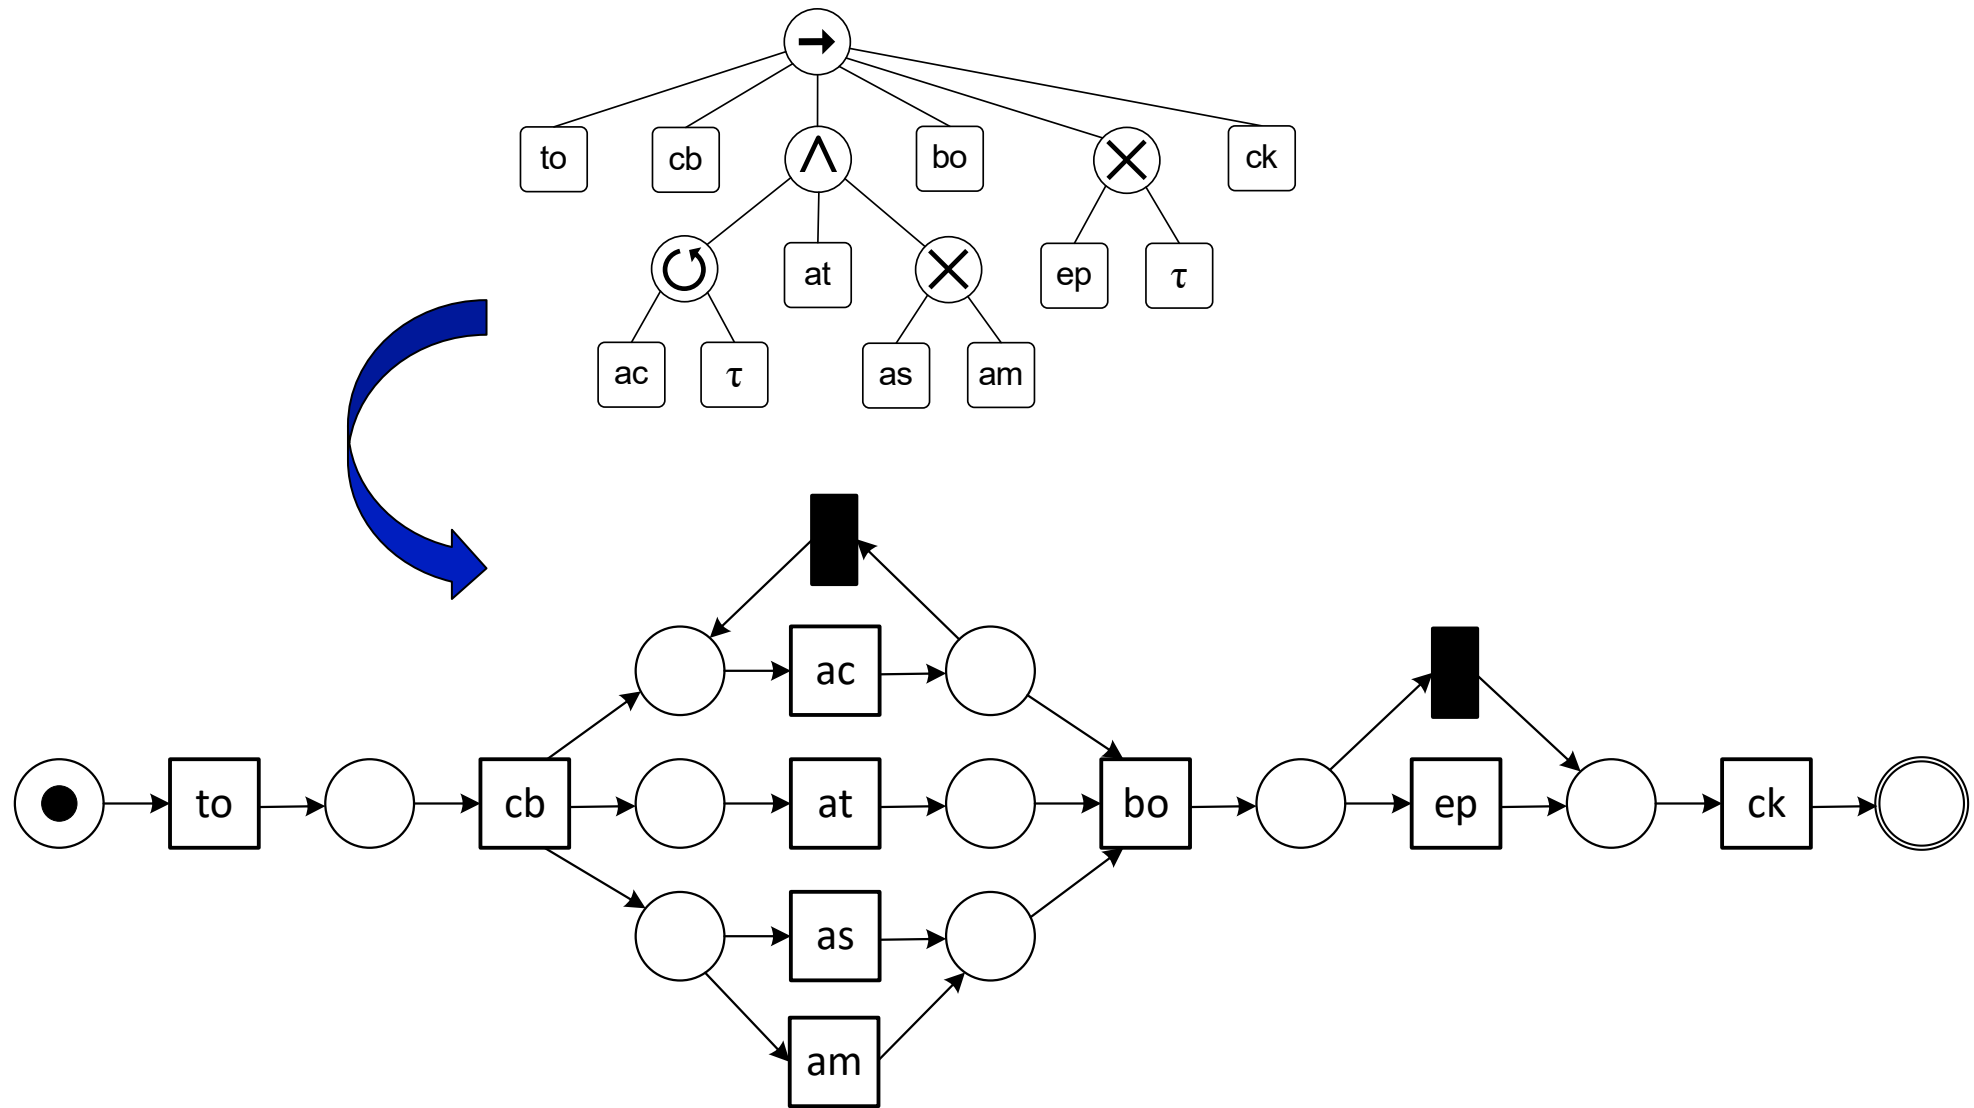 to cb bo ck
at ep τ
ac τ as am
ac
to cb at bo ep ck
as
am